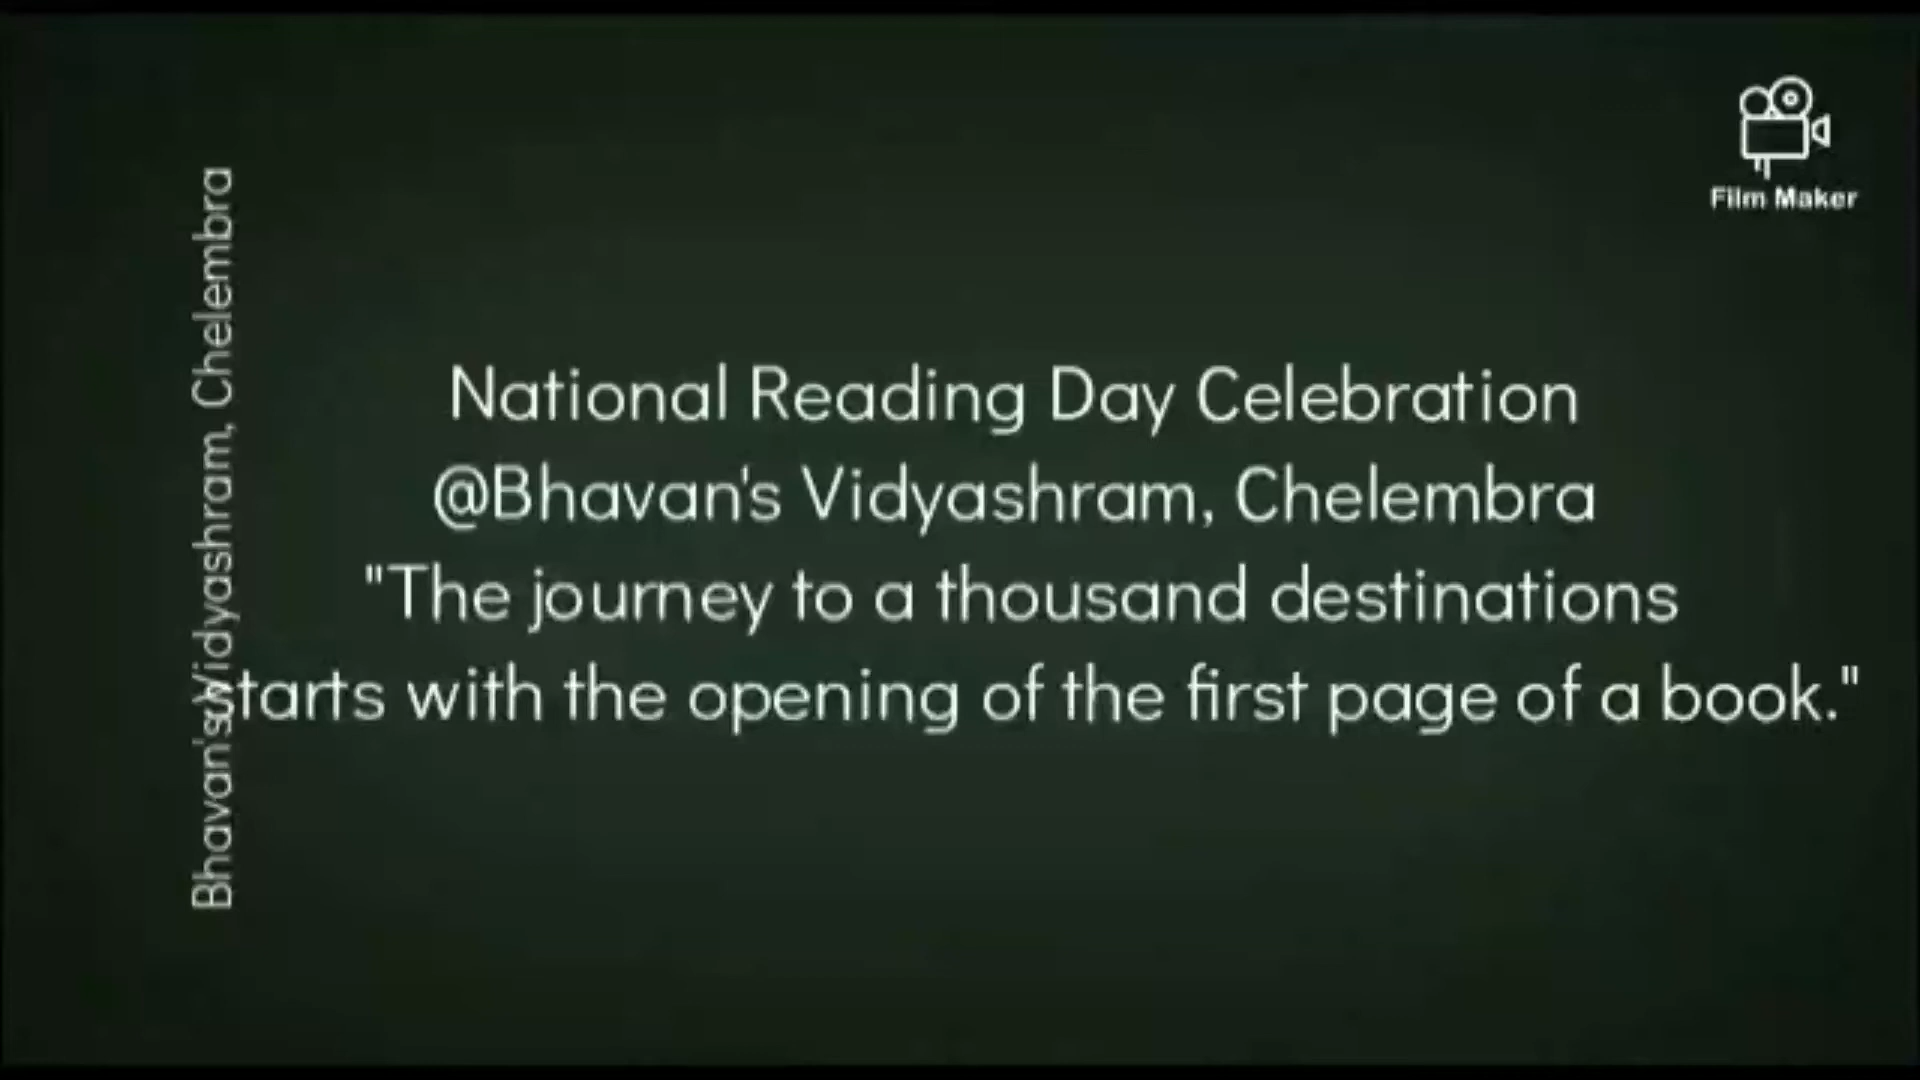 Film Maker
Bhavan's Vidyashram, Chelembra
National Reading Day Celebration
@Bhavan's Vidyashram, Chelembra
"The journey to a thousand destinations
starts with the opening of the first page of a book."